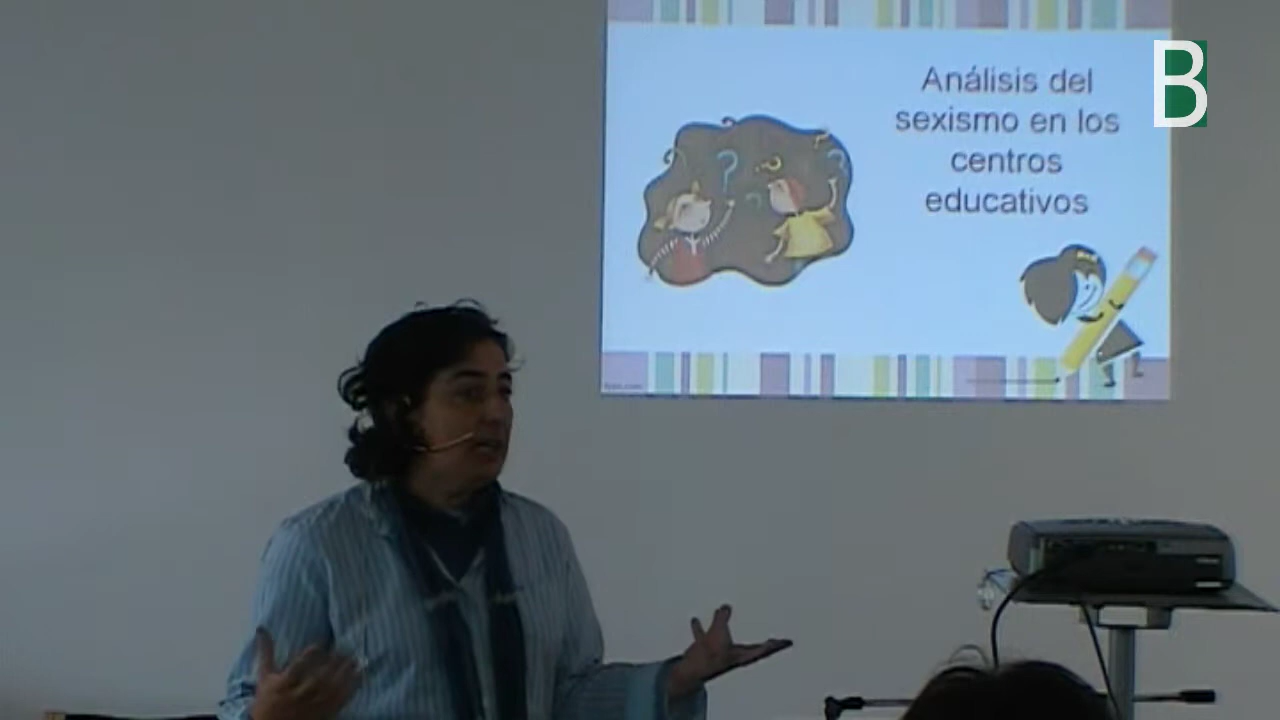 Análisis del
sexismo en los
centros
educativos
B